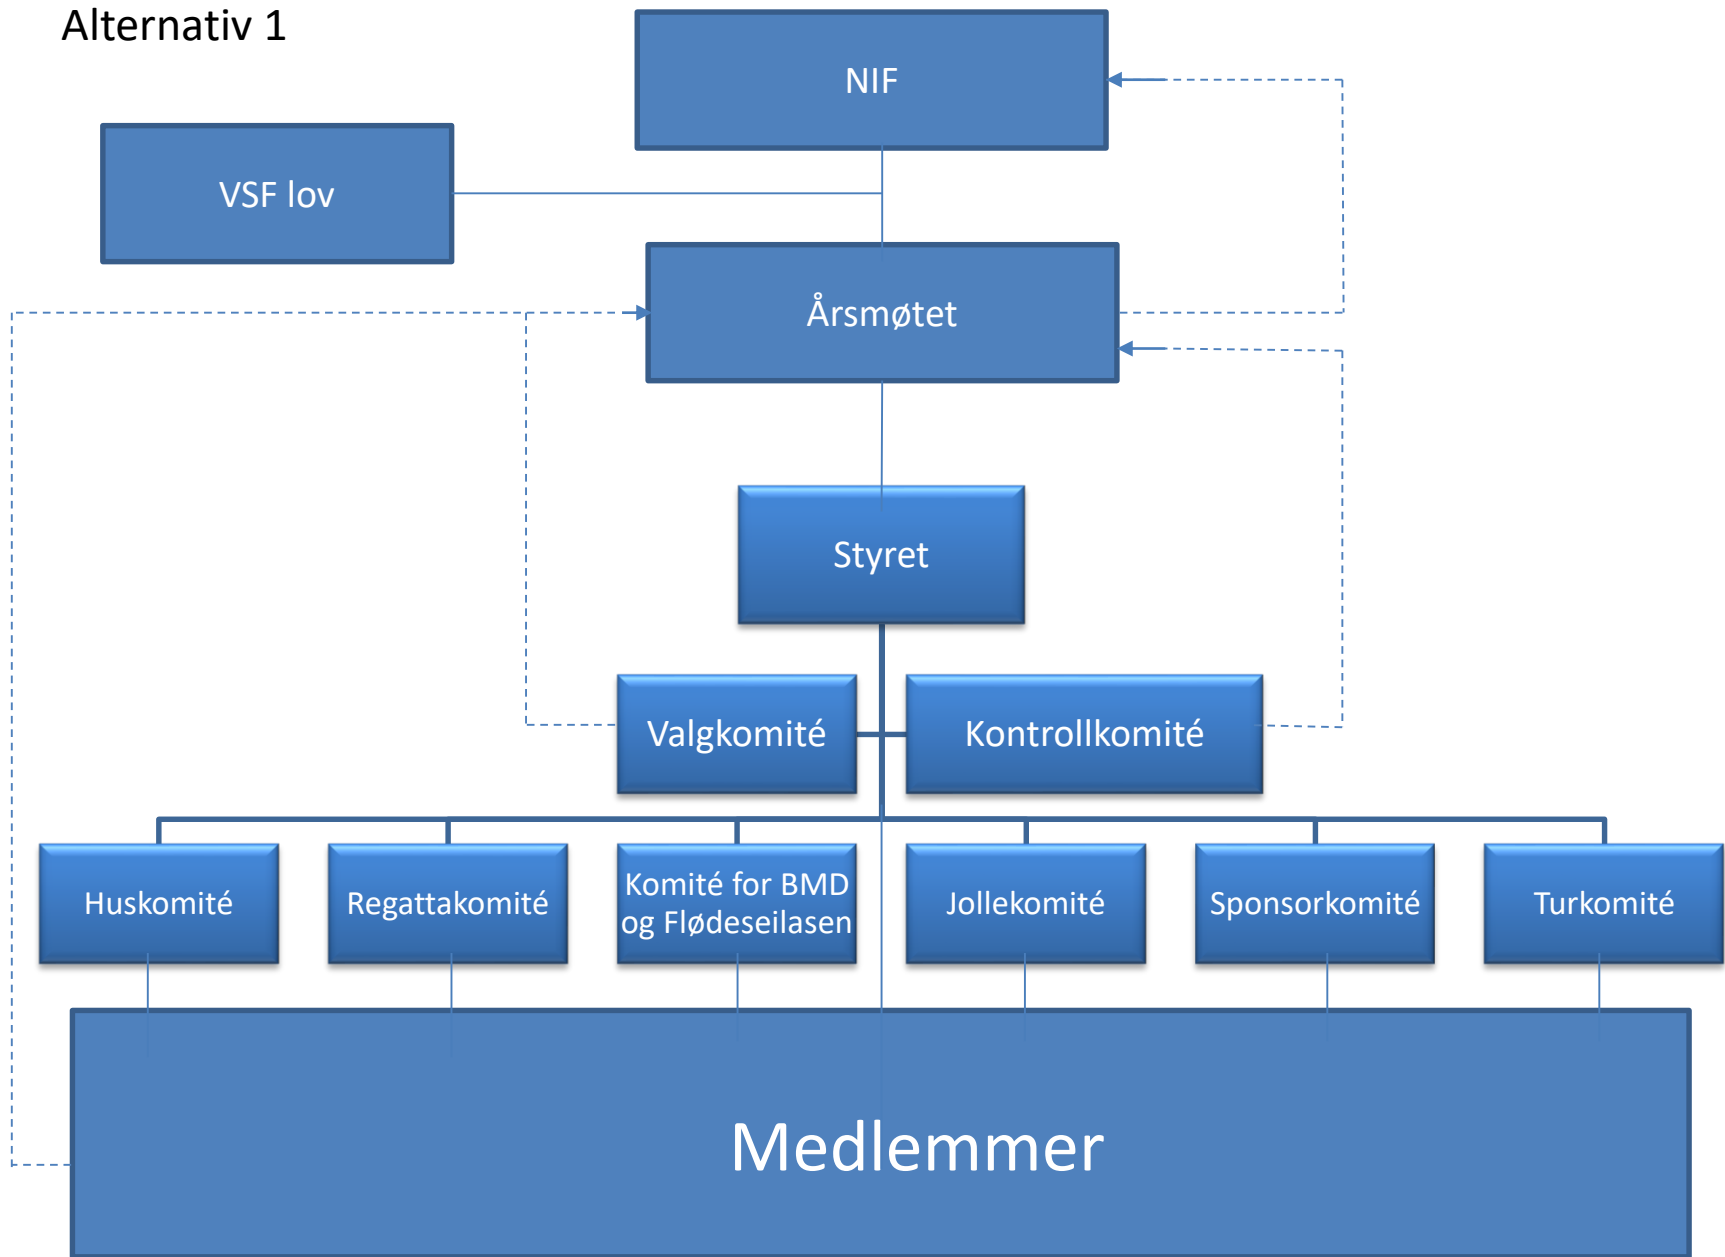 Alternativ 1
NIF
VSF lov
Årsmøtet
Styret
Valgkomité
Kontrollkomité
Huskomité
Regattakomité
Komité for BMD
og Flødeseilasen
Jollekomité
Sponsorkomité
Turkomité
Medlemmer